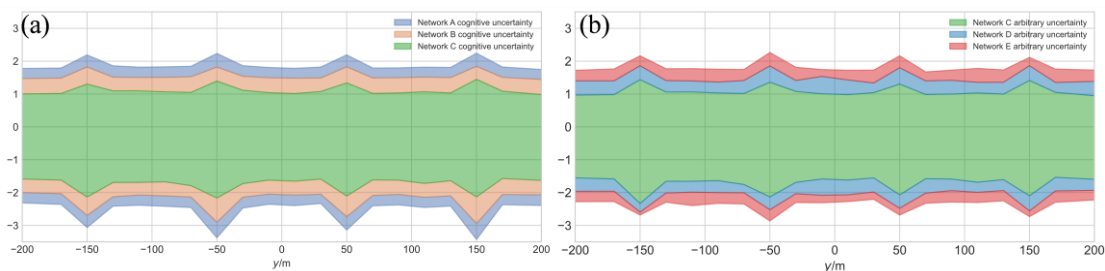 (a)
Network A cognitive uncertainty
Network B cognitive uncertainty
Network C cognitive uncertainty
3
2
1
0
−1
−2
−3
−200 −150 −100 −50 0 50 100 150 200
y/m
(b)
Network C arbitrary uncertainty
Network D arbitrary uncertainty
Network E arbitrary uncertainty
3
2
1
0
−1
−2
−3
−200 −150 −100 −50 0 50 100 150 200
y/m